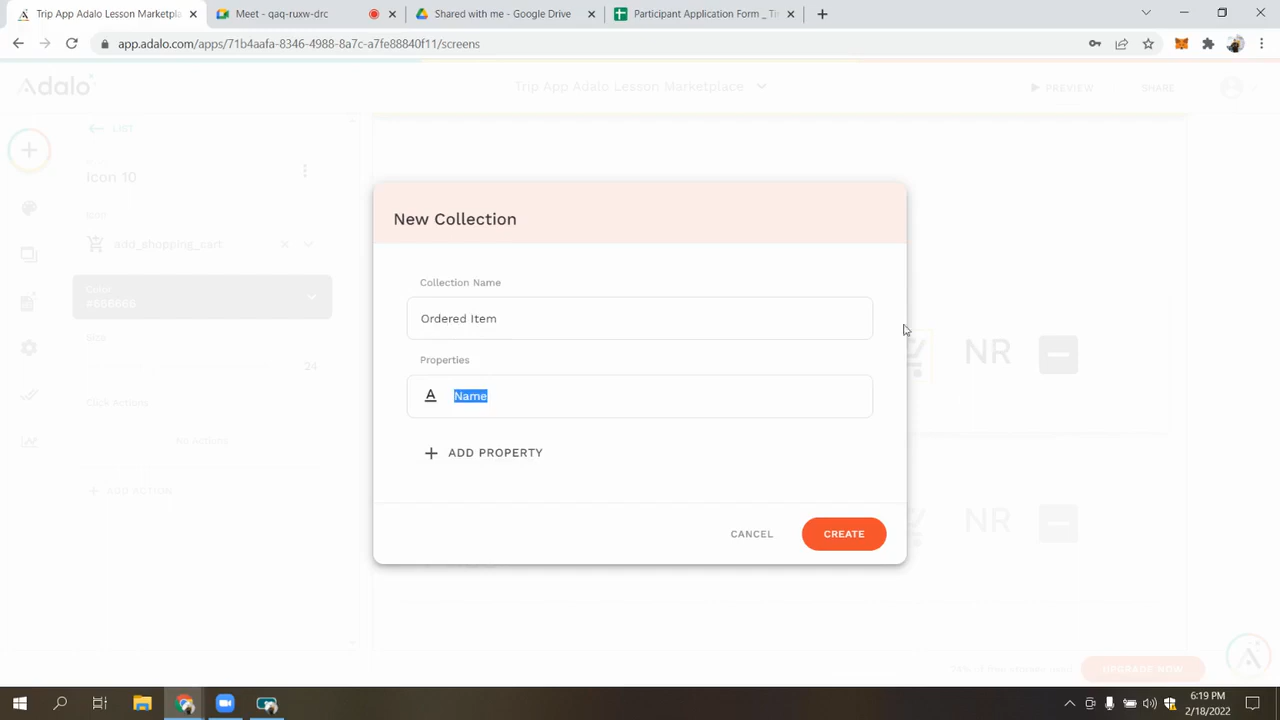 Trip App Adalo Lesson Marketpla
Meet - qaq-ruxw-drc
Shared with me - Google Drive
Participant Application Form _ Ti
app.adalo.com/apps/71b4aafa-8346-4988-8a7c-a7fe88840f11/screens
Adalo
Trip App Adalo Lesson Marketplace
PREVIEW
SHARE
LIST
Icon 10
Icon
add_shopping_cart
Color
#666666
Size
24
Click Actions
No Actions
ADD ACTION
New Collection
Collection Name
Ordered Item
Properties
A Name
ADD PROPERTY
CANCEL
CREATE
NR
NR
UPGRADE NOW
6:19 PM
2/18/2022